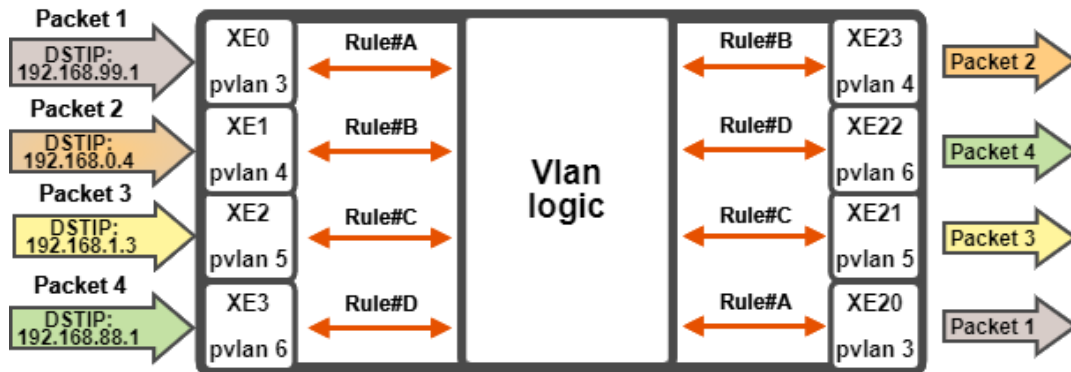 Packet 1
DSTIP:
192.168.99.1
XE0
pvlan 3
Rule#A
Packet 2
DSTIP:
192.168.0.4
XE1
pvlan 4
Rule#B
Packet 3
DSTIP:
192.168.1.3
XE2
pvlan 5
Rule#C
Packet 4
DSTIP:
192.168.88.1
XE3
pvlan 6
Rule#D
Vlan
logic
Rule#B
XE23
pvlan 4
Packet 2
Rule#D
XE22
pvlan 6
Packet 4
Rule#C
XE21
pvlan 5
Packet 3
Rule#A
XE20
pvlan 3
Packet 1